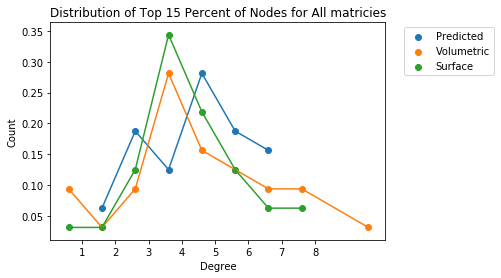 Distribution of Top 15 Percent of Nodes for All matricies
0.35
0.30
0.25
0.20
0.15
0.10
0.05
Count
1 2 3 4 5 6 7 8
Degree
Predicted
Volumetric
Surface